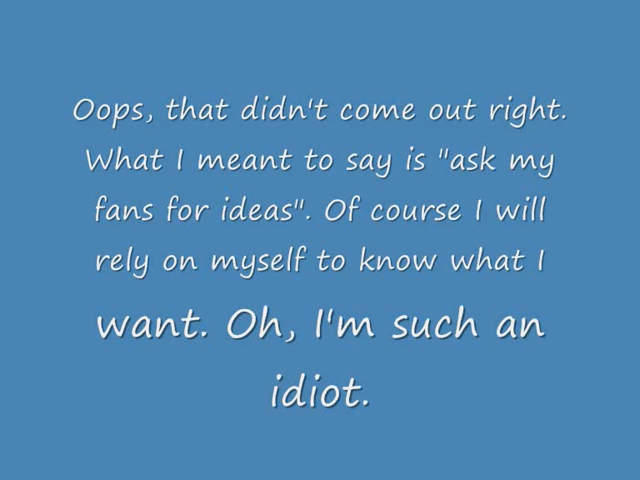 Oops, that didn't come out right.
What I meant to say is "ask my
fans for ideas". Of course I will
rely on myself to know what I
want. Oh, I'm such an
idiot.